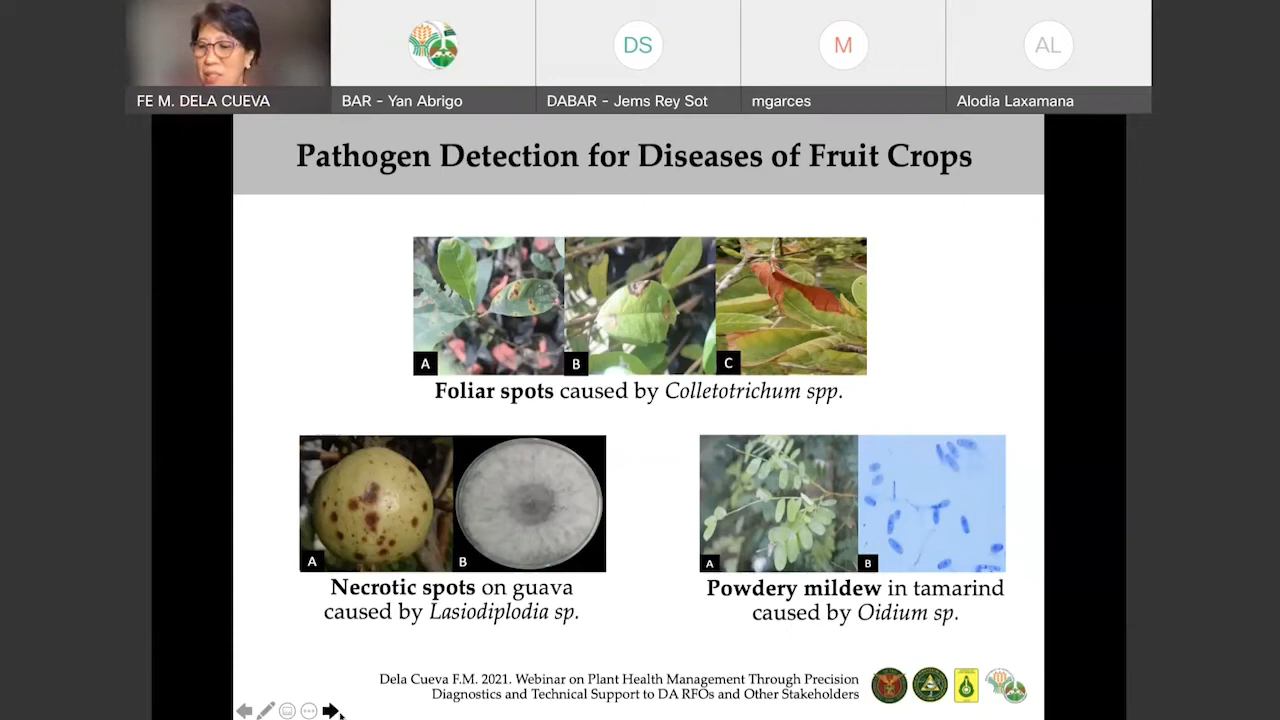 FE M. DELA CUEVA
BAR - Yan Abrigo
DS
DABAR - Jems Rey Sot
M
mgarces
AL
Alodia Laxamana
Pathogen Detection for Diseases of Fruit Crops
A
B
C
Foliar spots caused by Colletotrichum spp.
A
B
Necrotic spots on guava
caused by Lasiodiplodia sp.
A
B
Powdery mildew in tamarind
caused by Oidium sp.
Dela Cueva F.M. 2021. Webinar on Plant Health Management Through Precision
Diagnostics and Technical Support to DA RFOs and Other Stakeholders